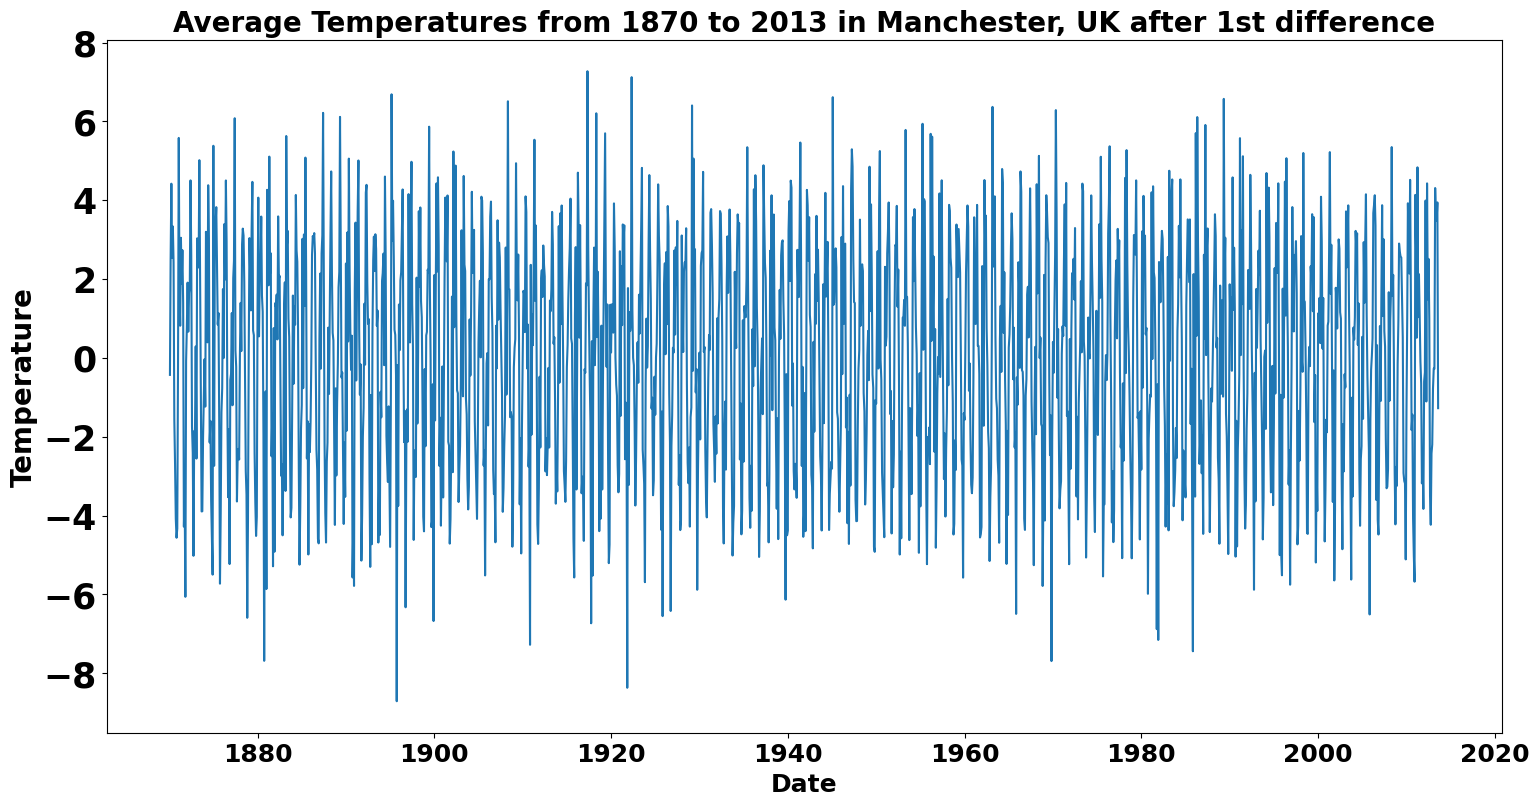 Average Temperatures from 1870 to 2013 in Manchester, UK after 1st difference
8
6
4
2
0
−2
−4
−6
−8
Temperature
1880 1900 1920 1940 1960 1980 2000 2020
Date